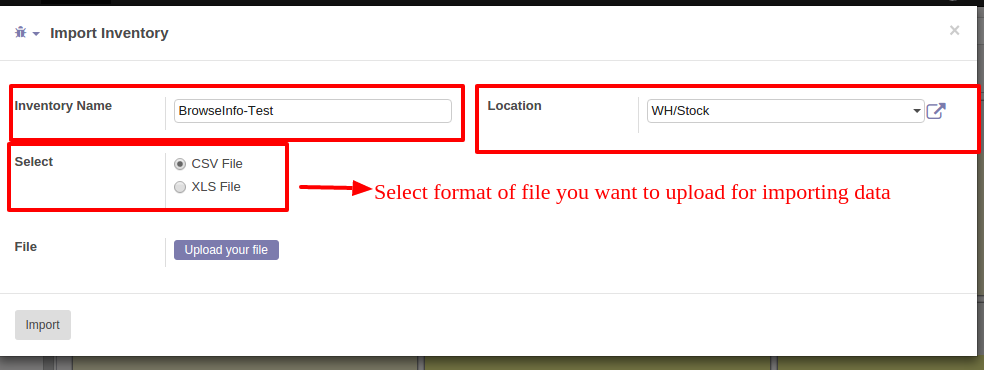 Import Inventory
×
Inventory Name
BrowseInfo-Test
Location
WH/Stock
Select
CSV File
XLS File
Select format of file you want to upload for importing data
File
Upload your file
Import